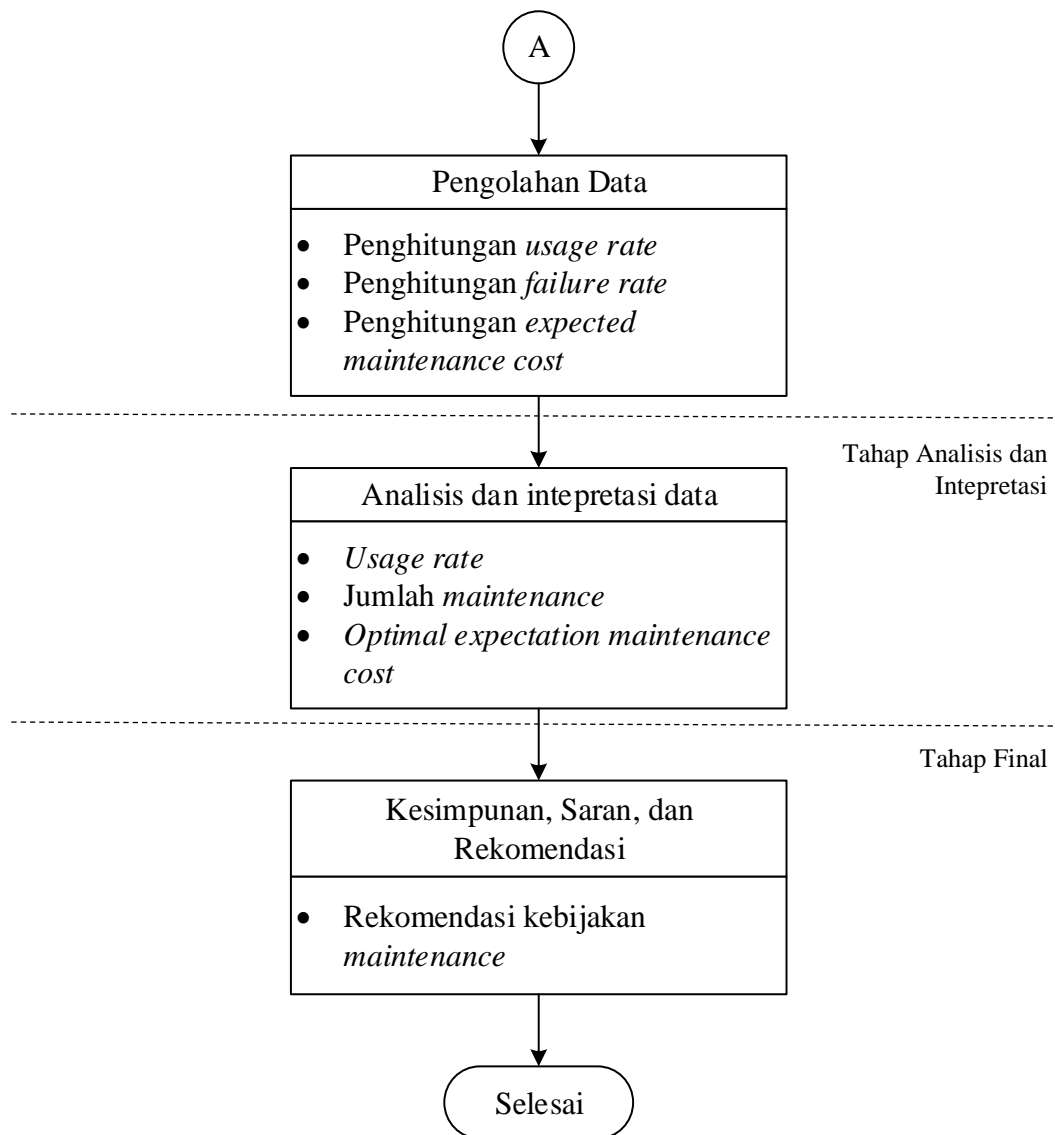 A
Pengolahan Data
• Penghitungan usage rate
• Penghitungan failure rate
• Penghitungan expected
maintenance cost
Tahap Analisis dan
Intepretasi
Analisis dan intepretasi data
• Usage rate
• Jumlah maintenance
• Optimal expectation maintenance
cost
Tahap Final
Kesimpunan, Saran, dan
Rekomendasi
• Rekomendasi kebijakan
maintenance
Selesai